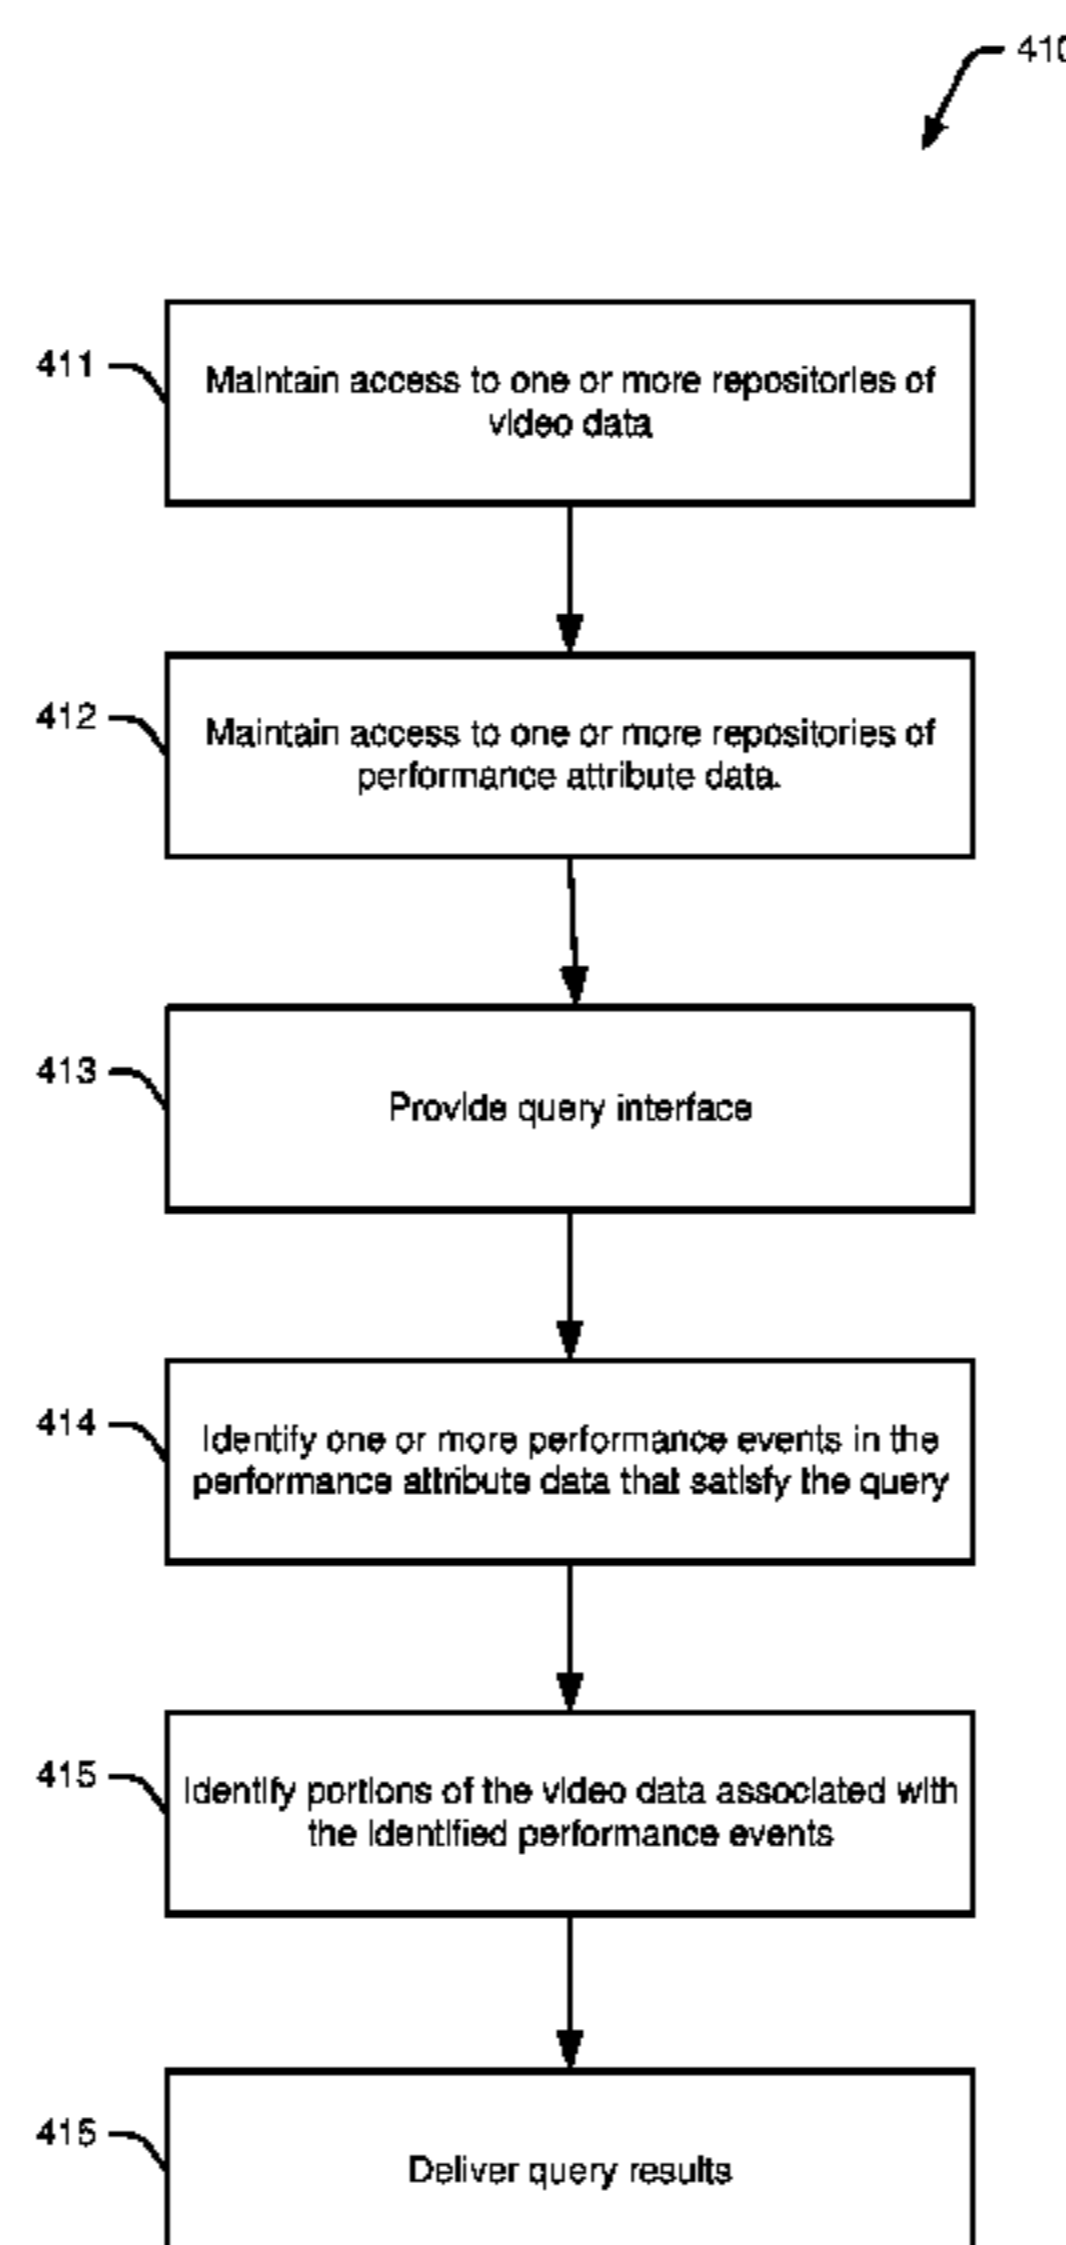 410
411
Maintain access to one or more repositories of
video data
412
Maintain access to one or more repositories of
performance attribute data.
413
Provide query interface
414
Identify one or more performance events in the
performance attribute data that satisfy the query
415
Identify portions of the video data associated with
the identified performance events
416
Deliver query results